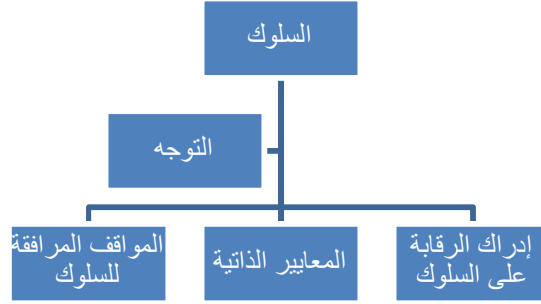 السلوك
التوجه
إدراك الرقابة
على السلوك
المعايير الذاتية
المواقف المرافقة
للسلوك